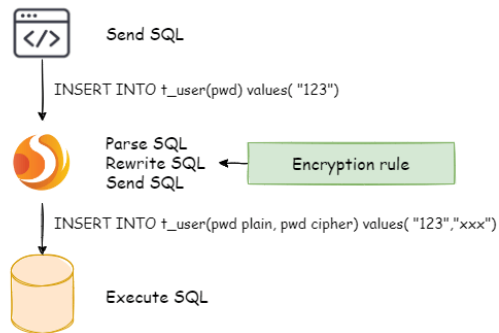 </>
Send SQL
INSERT INTO t_user(pwd) values( "123")
Parse SQL
Rewrite SQL
Send SQL
Encryption rule
INSERT INTO t_user(pwd plain, pwd cipher) values( "123","xxx")
Execute SQL